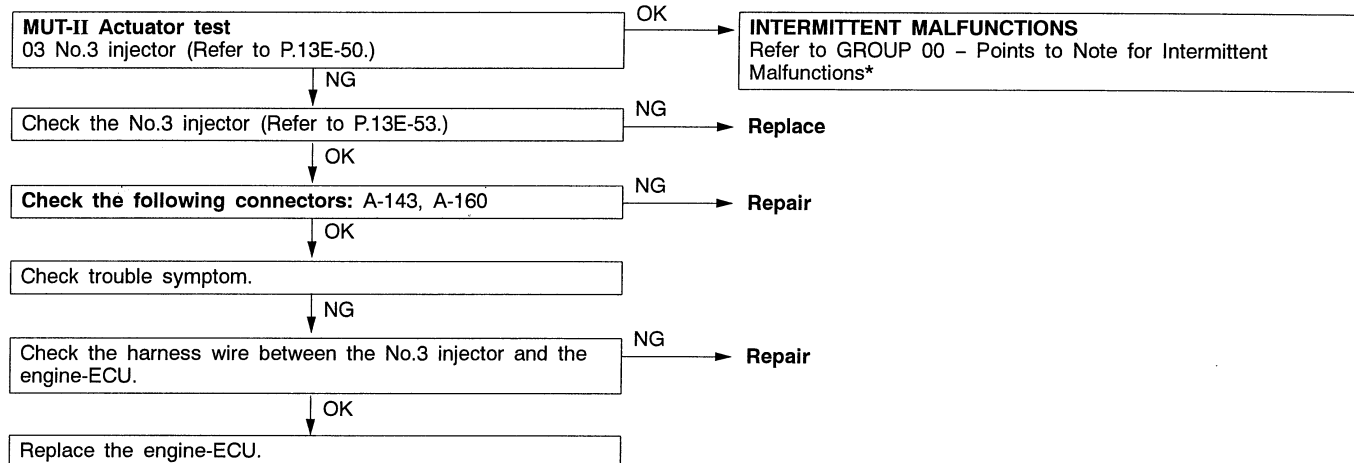 MUT-II Actuator test
03 No.3 injector (Refer to P.13E-50.)
OK
INTERMITTENT MALFUNCTIONS
Refer to GROUP 00 – Points to Note for Intermittent
Malfunctions*
NG
Check the No.3 injector (Refer to P.13E-53.)
NG
Replace
OK
Check the following connectors: A-143, A-160
NG
Repair
OK
Check trouble symptom.
NG
Check the harness wire between the No.3 injector and the
engine-ECU.
NG
Repair
OK
Replace the engine-ECU.